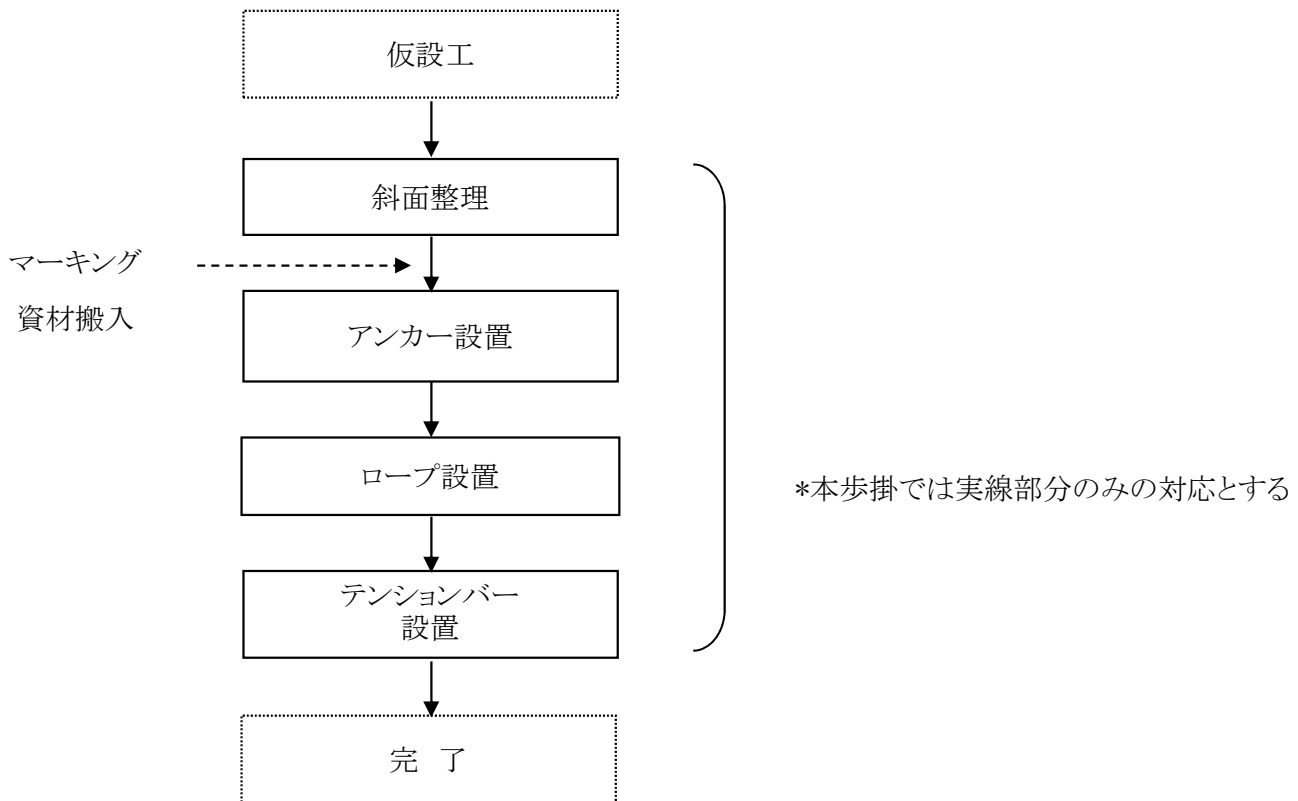 仮設工
斜面整理
マーキング
資材搬入
アンカー設置
ロープ設置
*本歩掛では実線部分のみの対応とする
テンションバー
設置
完 了